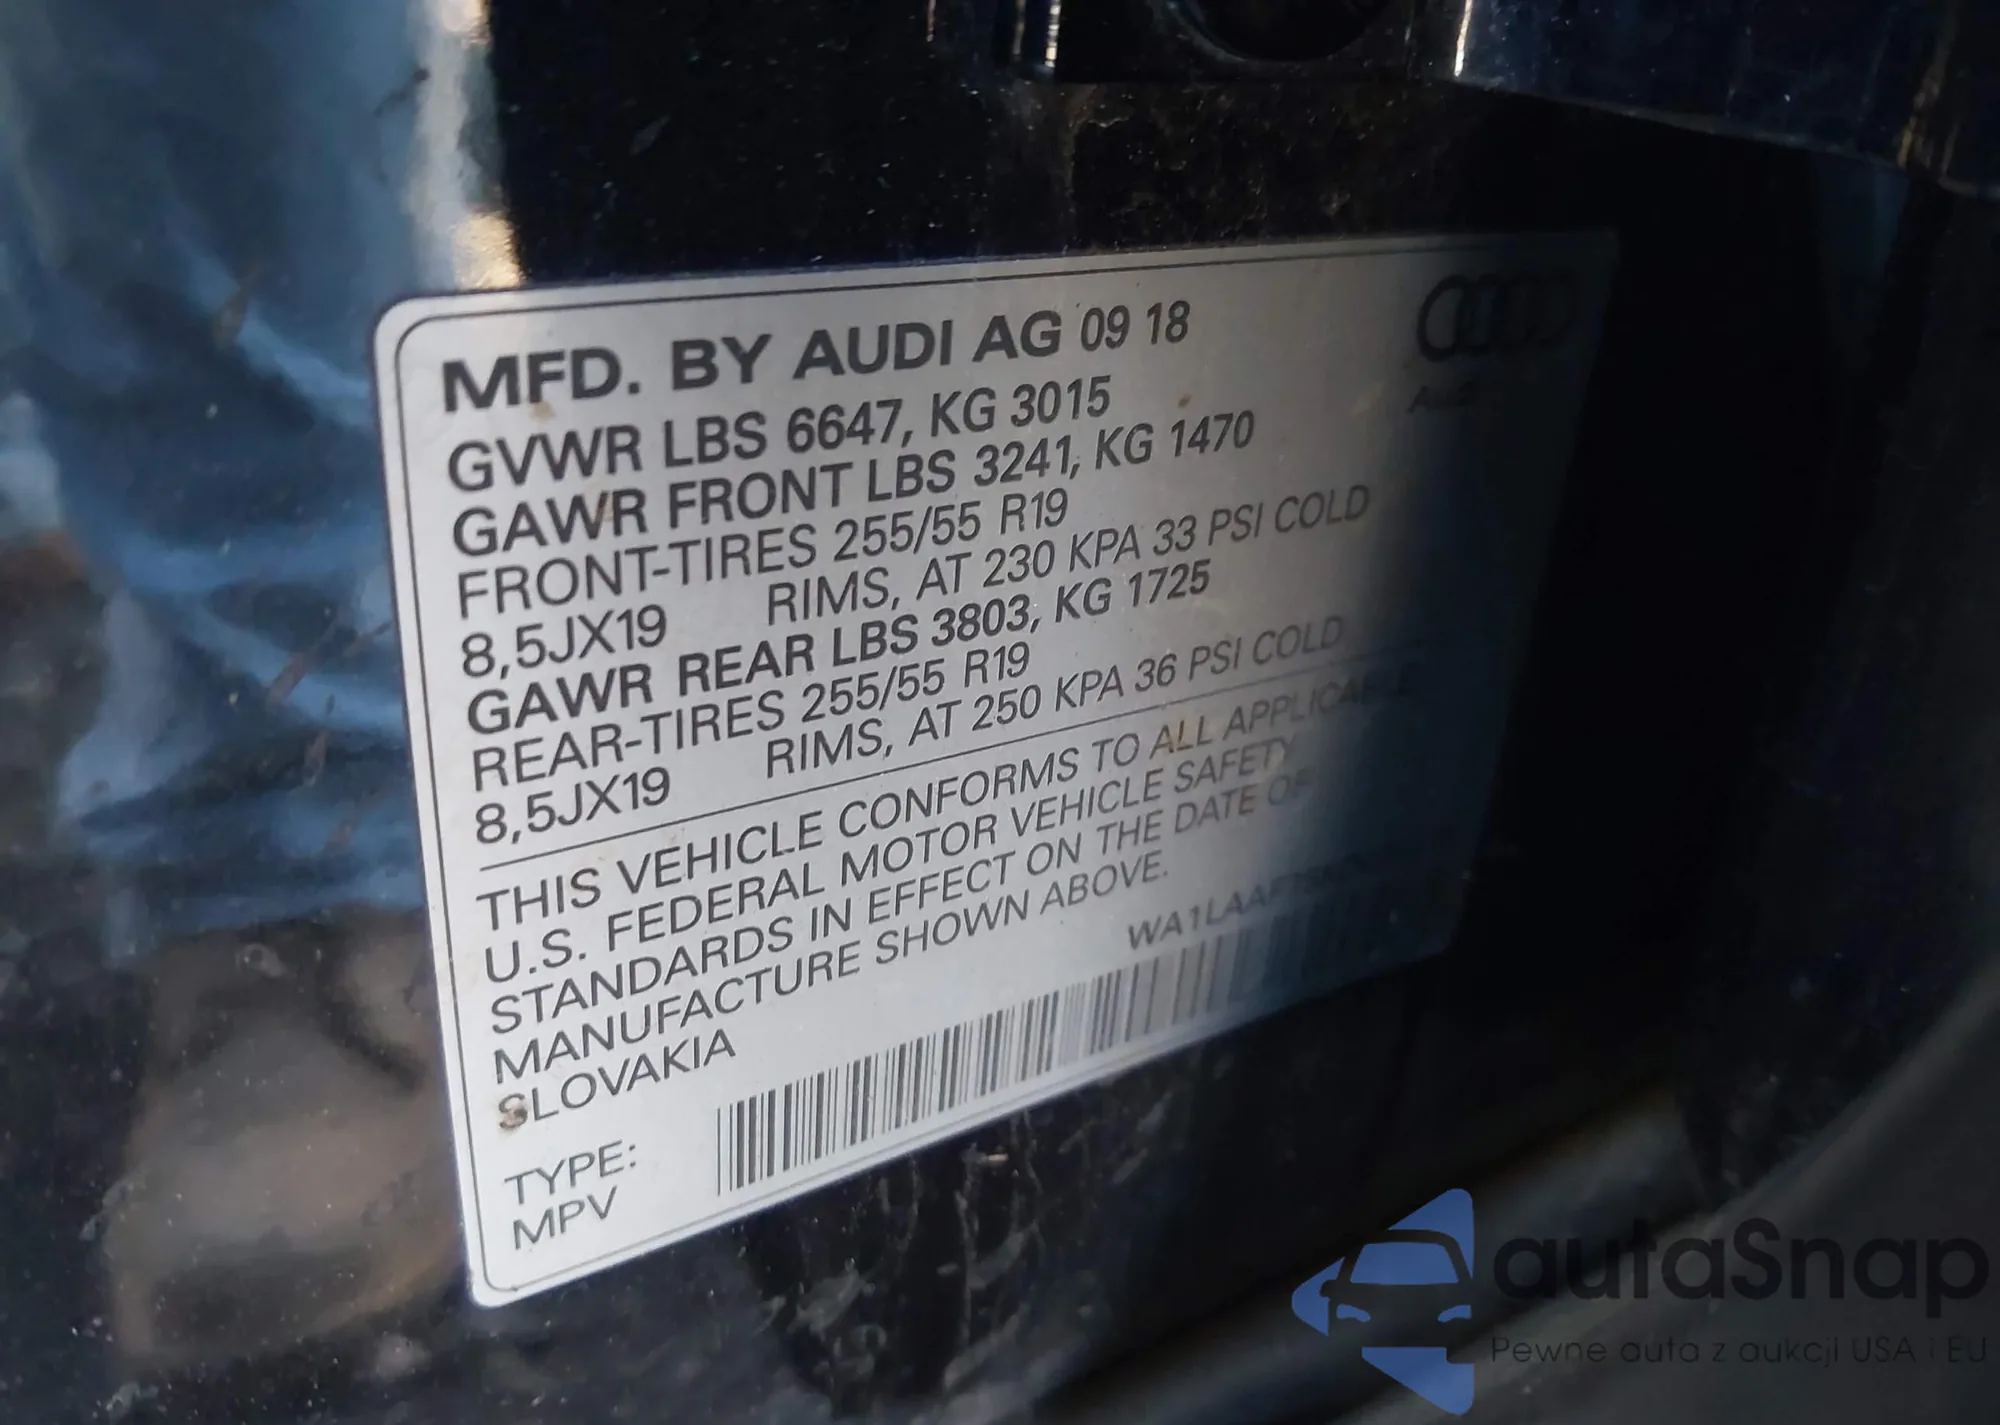 MFD. BY AUDI AG 09 18
GVWR LBS 6647, KG 3015
GAWR FRONT LBS 3241, KG 1470
FRONT-TIRES 255/55 R19
8,5JX19 RIMS, AT 230 KPA 33 PSI COLD
GAWR REAR LBS 3803, KG 1725
REAR-TIRES 255/55 R19
8,5JX19 RIMS, AT 250 KPA 36 PSI COLD
THIS VEHICLE CONFORMS TO ALL APPLICABLE
U.S. FEDERAL MOTOR VEHICLE SAFETY
STANDARDS IN EFFECT ON THE DATE OF
MANUFACTURE SHOWN ABOVE.
SLOVAKIA
TYPE:
MPV
Audi
autaSnap
Pewne auta z aukcji USA i EU